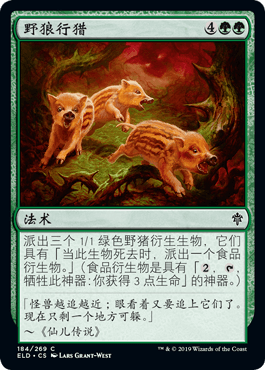 野狼行猎 4
法术
派出三个 1/1 绿色野猪衍生生物，它们
具有「当此生物死去时，派出一个食品
衍生物。」（食品衍生物是具有「2，，
牺牲此神器：你获得 3 点生命」的神器。）
「怪兽越追越近；眼看着又要追上它们了。
现在只剩一个地方可躲。」
～《仙儿传说》
184/269 C
ELD • CS Lars Grant-West
™ & © 2019 Wizards of the Coast